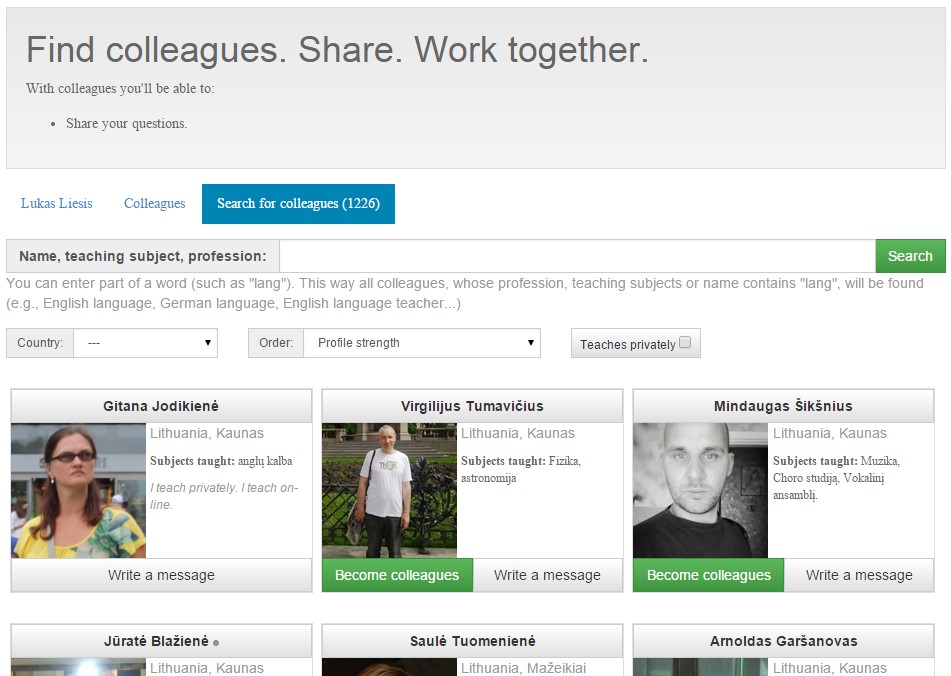 Find colleagues. Share. Work together.
With colleagues you'll be able to:
• Share your questions.
Lukas Liesis Colleagues Search for colleagues (1226)
Name, teaching subject, profession: Search
You can enter part of a word (such as "lang"). This way all colleagues, whose profession, teaching subjects or name contains "lang", will be found
(e.g., English language, German language, English language teacher...)
Country: --- Order: Profile strength Teaches privately
Gitana Jodikienė
Lithuania, Kaunas
Subjects taught: anglų kalba
I teach privately. I teach on-
line.
Write a message
Virgilijus Tumavičius
Lithuania, Kaunas
Subjects taught: Fizika,
astronomija
Become colleagues Write a message
Mindaugas Šikšnius
Lithuania, Kaunas
Subjects taught: Muzika,
Choro studiją, Vokalinį
ansamblį.
Become colleagues Write a message
Jūratė Blažienė
Lithuania, Kaunas
Saulė Tuomenienė
Lithuania, Mažeikiai
Arnoldas Garšanovas
Lithuania, Kaunas